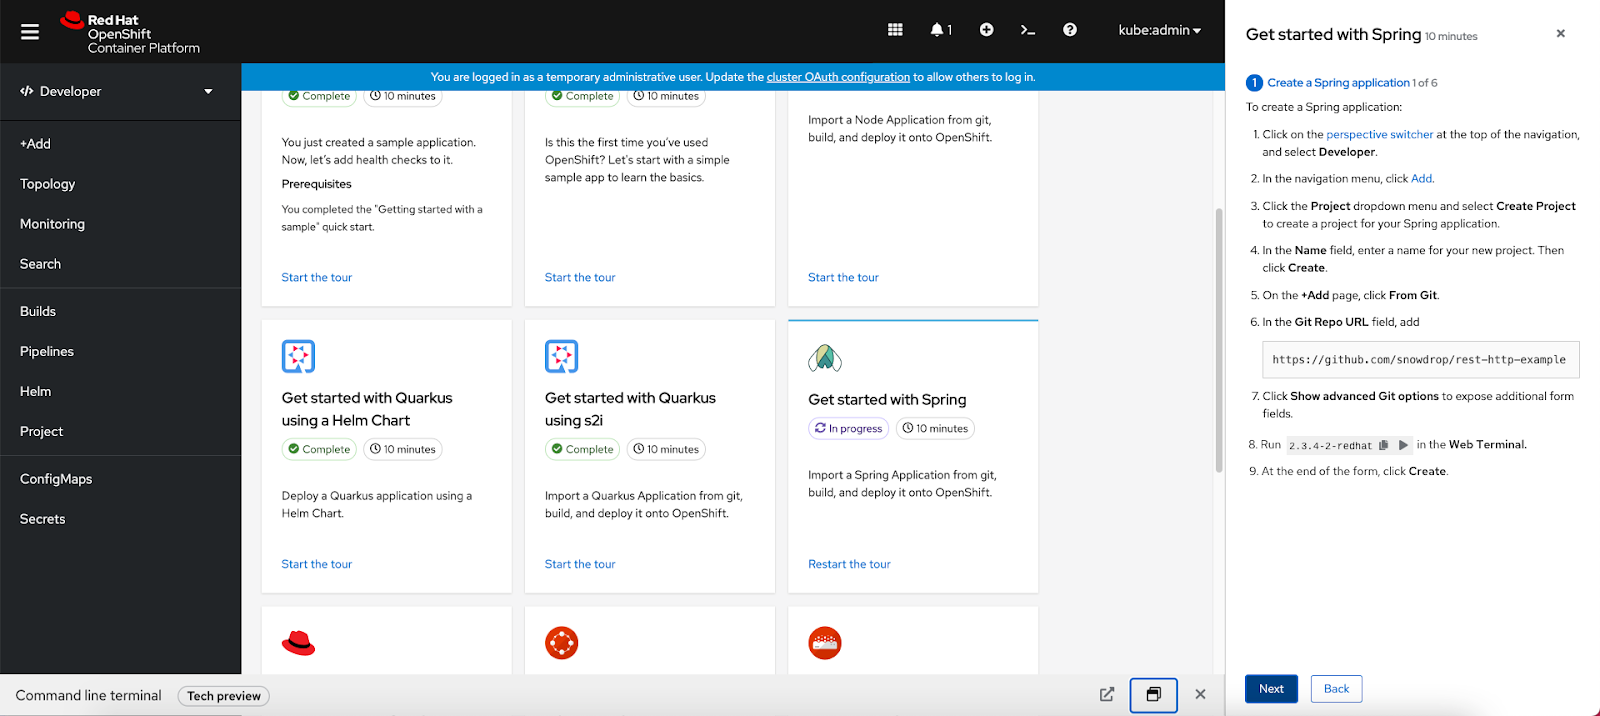 Red Hat
OpenShift
Container Platform
1
kube:admin
Developer
+Add
Topology
Monitoring
Search
Builds
Pipelines
Helm
Project
ConfigMaps
Secrets
You are logged in as a temporary administrative user. Update the cluster OAuth configuration to allow others to log in.
Complete
10 minutes
You just created a sample application.
Now, let's add health checks to it.
Prerequisites
You completed the "Getting started with a
sample" quick start.
Start the tour
Complete
10 minutes
Is this the first time you've used
OpenShift? Let's start with a simple
sample app to learn the basics.
Start the tour
Import a Node Application from git,
build, and deploy it onto OpenShift.
Start the tour
Get started with Quarkus
using a Helm Chart
Complete
10 minutes
Deploy a Quarkus application using a
Helm Chart.
Start the tour
Get started with Quarkus
using s2i
Complete
10 minutes
Import a Quarkus Application from git,
build, and deploy it onto OpenShift.
Start the tour
Get started with Spring
In progress
10 minutes
Import a Spring Application from git,
build, and deploy it onto OpenShift.
Restart the tour
Command line terminal
Tech preview
Get started with Spring 10 minutes
1 Create a Spring application 1 of 6
To create a Spring application:
1. Click on the perspective switcher at the top of the navigation,
and select Developer.
2. In the navigation menu, click Add.
3. Click the Project dropdown menu and select Create Project
to create a project for your Spring application.
4. In the Name field, enter a name for your new project. Then
click Create.
5. On the +Add page, click From Git.
6. In the Git Repo URL field, add
https://github.com/snowdrop/rest-http-example
7. Click Show advanced Git options to expose additional form
fields.
8. Run 2.3.4-2-redhat in the Web Terminal.
9. At the end of the form, click Create.
Next
Back